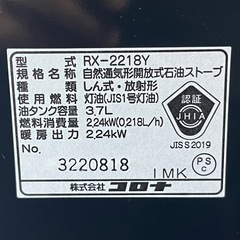 型 式 RX-2218Y
規格名称 自然通気形開放式石油ストーブ
種 類 しん式・放射形
使用燃料 灯油(JIS1号灯油)
油タンク容量 3.7L
燃料消費量 2.24kW(0.218L/h)
暖房出力 2.24kW
認証
JHIA
JIS S 2019
No. 3220818
1MK
PS
C
株式会社 コロナ